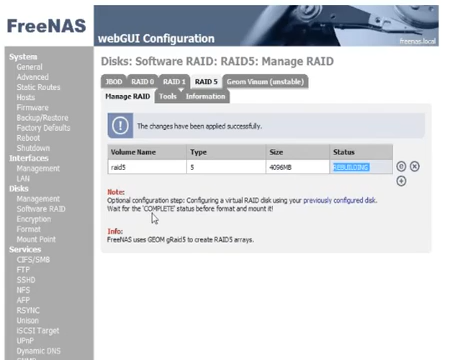 FreeNAS
webGUI Configuration
freenas.local
System
General
Advanced
Static Routes
Hosts
Firmware
Backup/Restore
Factory Defaults
Reboot
Shutdown
Interfaces
Management
LAN
Disks
Management
Software RAID
Encryption
Format
Mount Point
Services
CIFS/SMB
FTP
SSHD
NFS
AFP
RSYNC
Unison
iSCSI Target
UPnP
Dynamic DNS
Disks: Software RAID: RAID5: Manage RAID
JBOD RAID 0 RAID 1 RAID 5 Geom Vinum (unstable)
Manage RAID Tools Information
The changes have been applied successfully.
Volume Name Type Size Status
raid5 5 4096MB REBUILDING
Note:
Optional configuration step: Configuring a virtual RAID disk using your previously configured disk.
Wait for the 'COMPLETE' status before format and mount it!
Info:
FreeNAS uses GEOM gRaid5 to create RAID5 arrays.